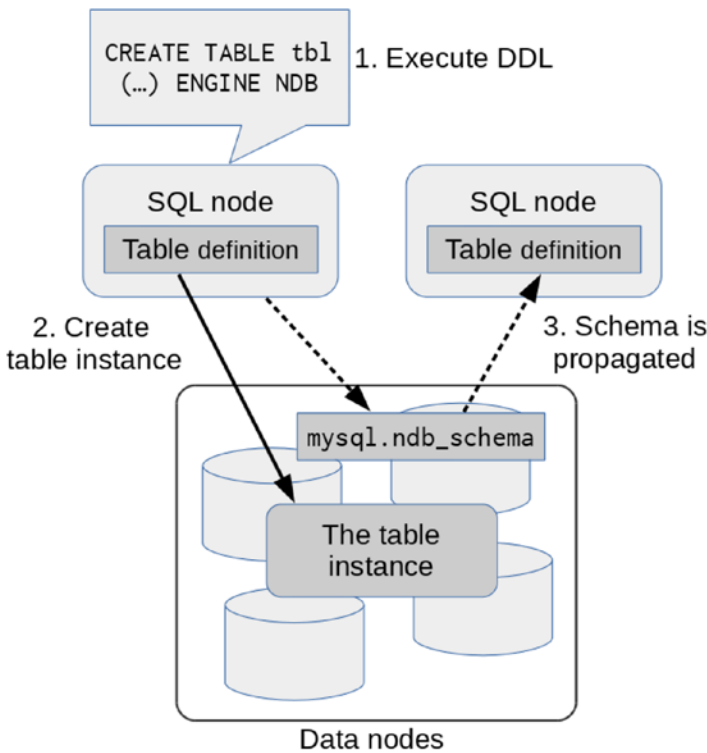 CREATE TABLE tbl
(…) ENGINE NDB
1. Execute DDL
SQL node
Table definition
SQL node
Table definition
2. Create
table instance
3. Schema is
propagated
mysql.ndb_schema
The table
instance
Data nodes